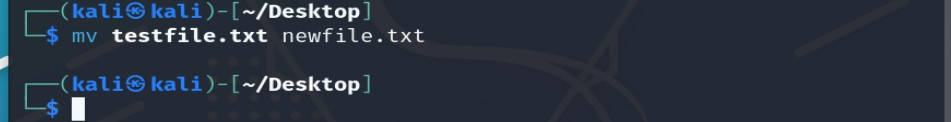 ┌──(kali㉿kali)-[~/Desktop]
└─$ mv testfile.txt newfile.txt
┌──(kali㉿kali)-[~/Desktop]
└─$